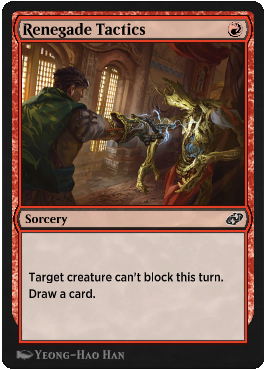 Renegade Tactics
Sorcery
Target creature can't block this turn.
Draw a card.
Yeong-Hao Han